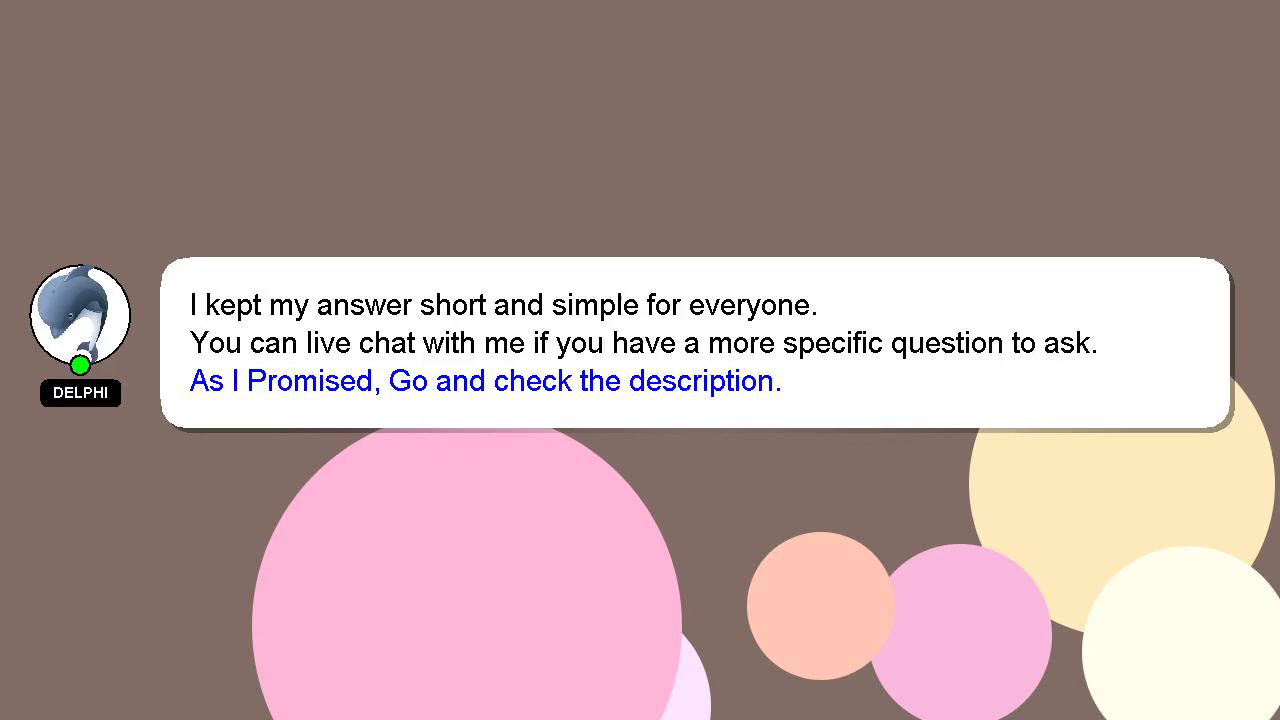 I kept my answer short and simple for everyone.
You can live chat with me if you have a more specific question to ask.
As I Promised, Go and check the description.
DELPHI